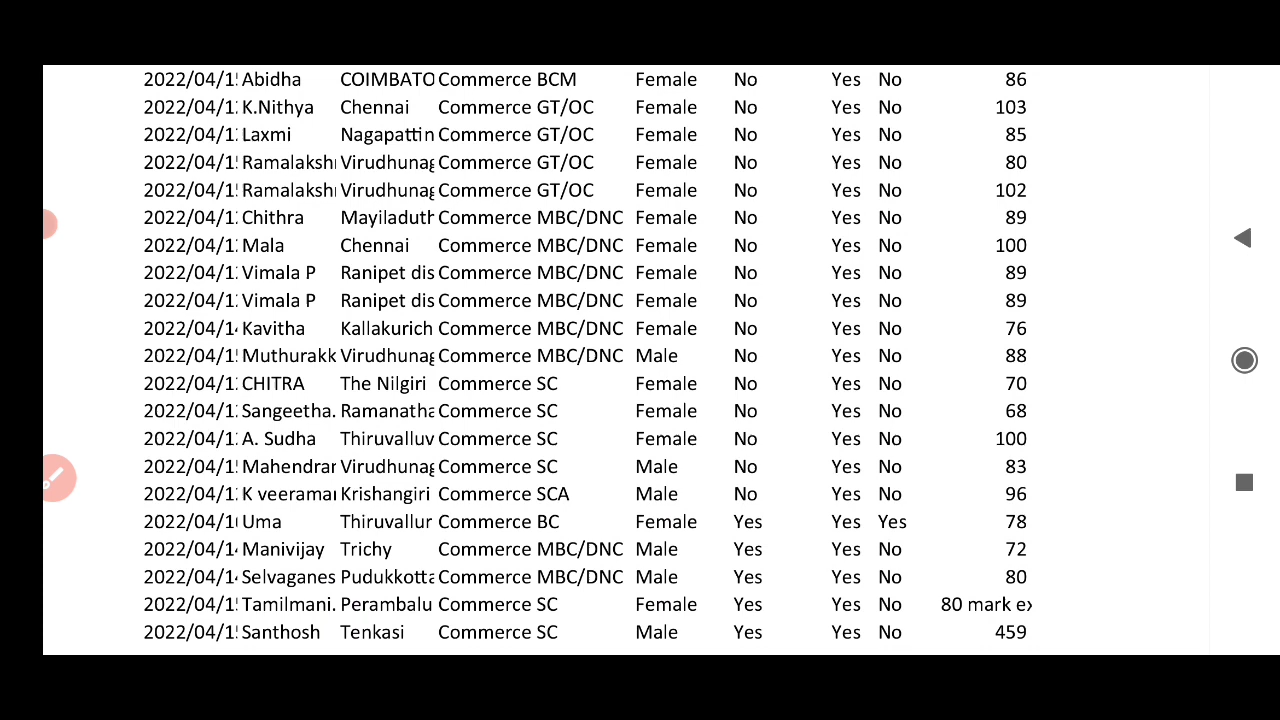 2022/04/1 Abidha COIMBATO Commerce BCM Female No Yes No 86
2022/04/1 K.Nithya Chennai Commerce GT/OC Female No Yes No 103
2022/04/1 Laxmi Nagapattin Commerce GT/OC Female No Yes No 85
2022/04/1 Ramalaksh Virudhunag Commerce GT/OC Female No Yes No 80
2022/04/1 Ramalaksh Virudhunag Commerce GT/OC Female No Yes No 102
2022/04/1 Chithra Mayiladuth Commerce MBC/DNC Female No Yes No 89
2022/04/1 Mala Chennai Commerce MBC/DNC Female No Yes No 100
2022/04/1 Vimala P Ranipet dis Commerce MBC/DNC Female No Yes No 89
2022/04/1 Vimala P Ranipet dis Commerce MBC/DNC Female No Yes No 89
2022/04/1 Kavitha Kallakurich Commerce MBC/DNC Female No Yes No 76
2022/04/1 Muthurakk Virudhunag Commerce MBC/DNC Male No Yes No 88
2022/04/1 CHITRA The Nilgiri Commerce SC Female No Yes No 70
2022/04/1 Sangeetha. Ramanatha Commerce SC Female No Yes No 68
2022/04/1 A. Sudha Thiruvalluv Commerce SC Female No Yes No 100
2022/04/1 Mahendrar Virudhunag Commerce SC Male No Yes No 83
2022/04/1 K veerama Krishangiri Commerce SCA Male No Yes No 96
2022/04/1 Uma Thiruvallur Commerce BC Female Yes Yes Yes 78
2022/04/1 Manivijay Trichy Commerce MBC/DNC Male Yes Yes No 72
2022/04/1 Selvaganes Pudukkotta Commerce MBC/DNC Male Yes Yes No 80
2022/04/1 Tamilmani. Perambalu Commerce SC Female Yes Yes No 80 mark ex
2022/04/1 Santhosh Tenkasi Commerce SC Male Yes Yes No 459